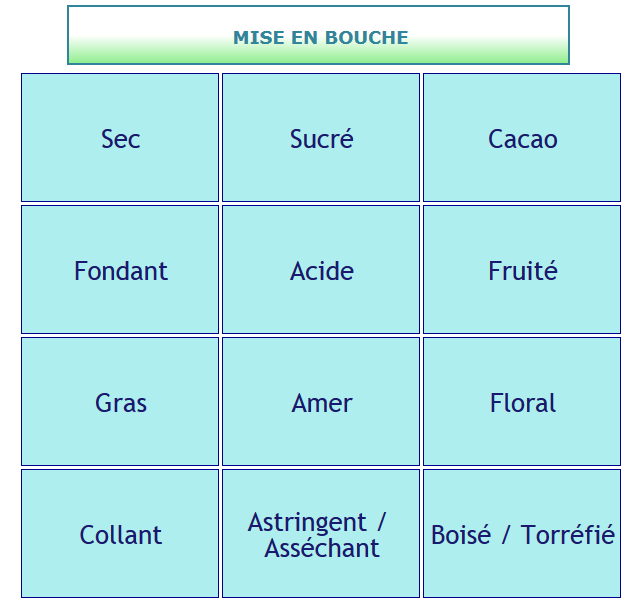 MISE EN BOUCHE
Sec
Sucré
Cacao
Fondant
Acide
Fruité
Gras
Amer
Floral
Collant
Astringent /
Asséchant
Boisé / Torréfié